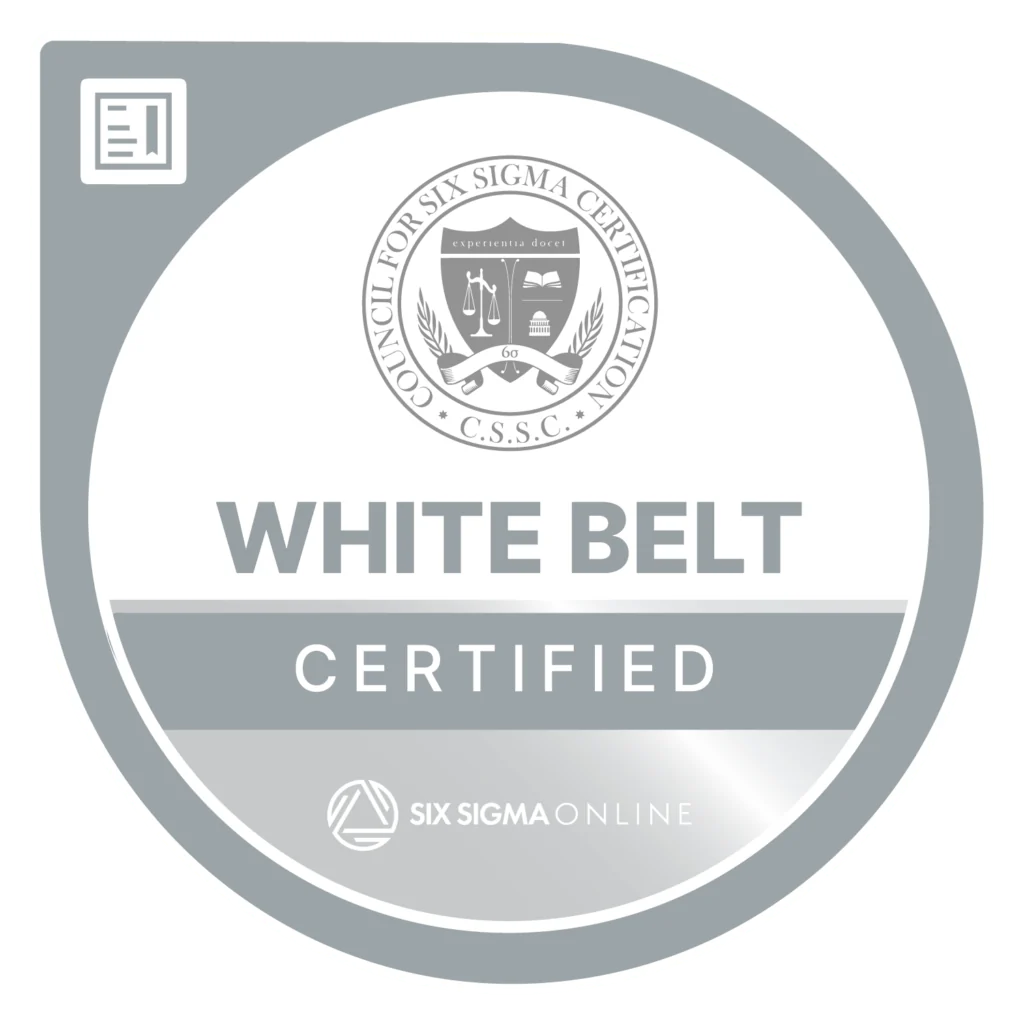 COUNCIL FOR SIX SIGMA CERTIFICATION
experientia docet
6σ
* C.S.S.C. *
WHITE BELT
CERTIFIED
SIX SIGMA ONLINE